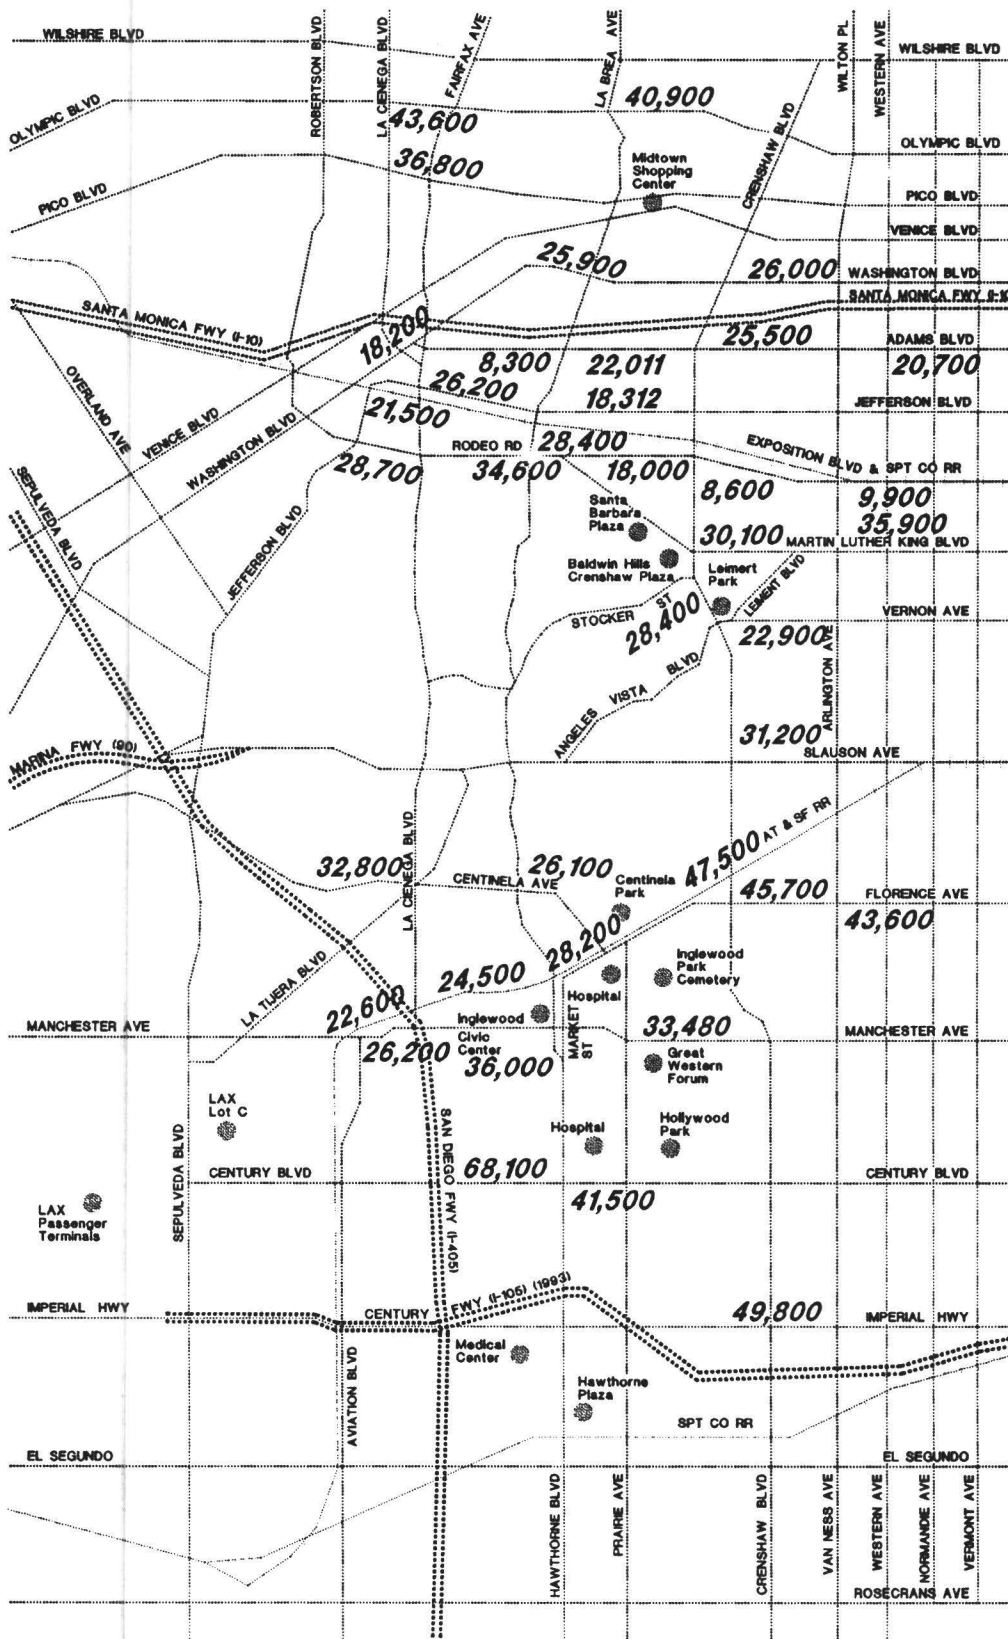 WILSHIRE BLVD
ROBERTSON BLVD
LA CIENEGA BLVD
FAIRFAX AVE
LA BREA AVE
WILTON PL
WESTERN AVE
WILSHIRE BLVD
OLYMPIC BLVD
43,600
40,900
CRENSHAW BLVD
OLYMPIC BLVD
PICO BLVD
36,800
Midtown
Shopping
Center
PICO BLVD
VENICE BLVD
25,900
26,000
WASHINGTON BLVD
SANTA MONICA FWY (I-10)
18,200
SANTA MONICA FWY (I-10
25,500
ADAMS BLVD
8,300
22,011
20,700
OVERLAND AVE
26,200
21,500
18,312
JEFFERSON BLVD
VENICE BLVD
WASHINGTON BLVD
RODEO RD
28,400
EXPOSITION BLVD & SPT CO RR
28,700
34,600
18,000
8,600
9,900
SEPULVEDA BLVD
JEFFERSON BLVD
Santa
Barbara
Plaza
35,900
30,100
MARTIN LUTHER KING BLVD
Baldwin Hills
Crenshaw Plaza
Leimert
Park
LEIMENT BLVD
STOCKER ST
28,400
VERNON AVE
22,900
ARLINGTON AVE
ANGELES VISTA BLVD
31,200
SLAUSON AVE
MARINA FWY (90)
LA CIENEGA BLVD
47,500
AT & SF RR
32,800
CENTINELA AVE
26,100
Centinela
Park
45,700
FLORENCE AVE
43,600
28,200
LA TIJERA BLVD
24,500
Hospital
Inglewood
Park
Cemetery
22,600
MANCHESTER AVE
Inglewood
Civic
Center
MARKET ST
33,480
MANCHESTER AVE
26,200
36,000
Great
Western
Forum
LAX
Lot C
SAN DIEGO FWY (I-405)
Hospital
Hollywood
Park
SEPULVEDA BLVD
CENTURY BLVD
68,100
CENTURY BLVD
41,500
LAX
Passenger
Terminals
IMPERIAL HWY
CENTURY FWY (I-105) (1993)
49,800
IMPERIAL HWY
Medical
Center
AVIATION BLVD
Hawthorne
Plaza
SPT CO RR
EL SEGUNDO
EL SEGUNDO
HAWTHORNE BLVD
PRAIRIE AVE
CRENSHAW BLVD
VAN NESS AVE
WESTERN AVE
NORMANDIE AVE
VERMONT AVE
ROSECRANS AVE